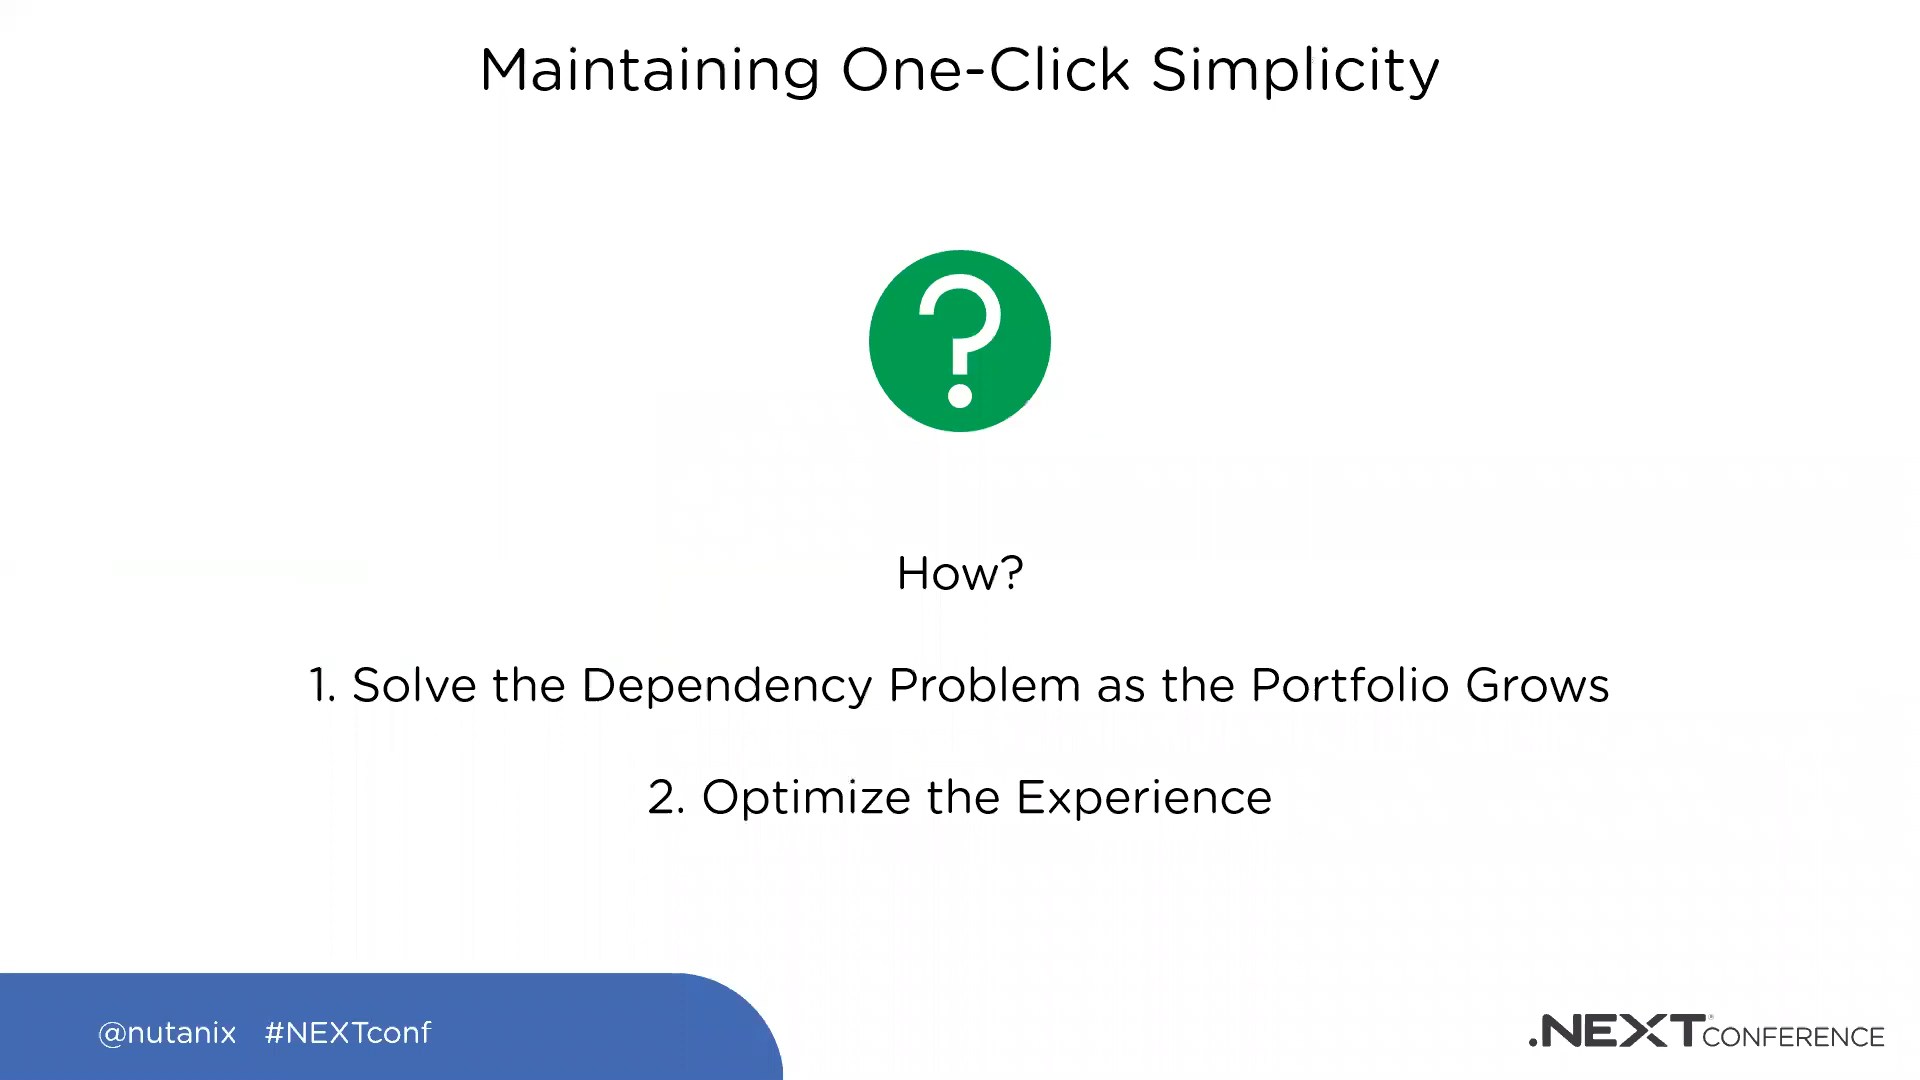 Maintaining One-Click Simplicity
?
How?
1. Solve the Dependency Problem as the Portfolio Grows
2. Optimize the Experience
@nutanix #NEXTconf
.NEXT® CONFERENCE